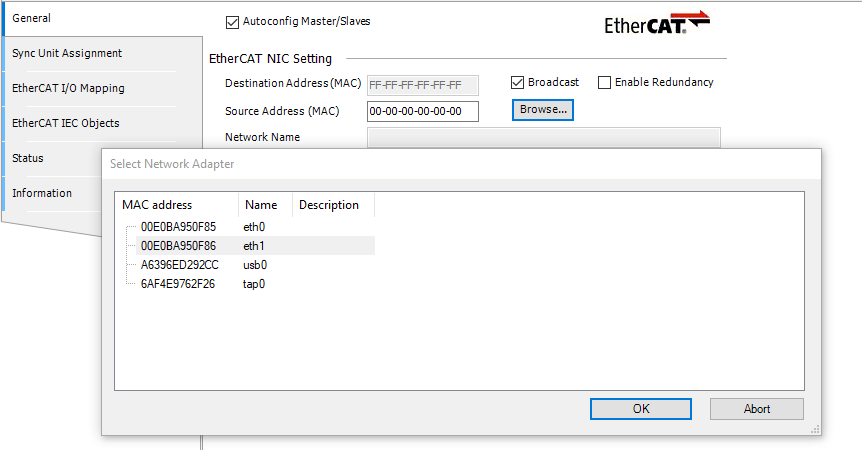 General
Sync Unit Assignment
EtherCAT I/O Mapping
EtherCAT IEC Objects
Status
Information
Autoconfig Master/Slaves
EtherCAT®
EtherCAT NIC Setting
Destination Address (MAC) FF-FF-FF-FF-FF-FF Broadcast Enable Redundancy
Source Address (MAC) 00-00-00-00-00-00 Browse...
Network Name
Select Network Adapter
MAC address Name Description
00E0BA950F85 eth0
00E0BA950F86 eth1
A6396ED292CC usb0
6AF4E9762F26 tap0
OK Abort